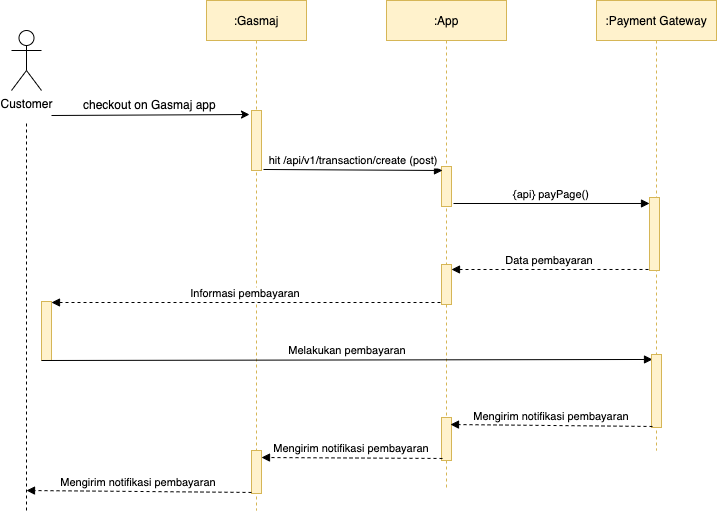 :Gasmaj
:App
:Payment Gateway
Customer
checkout on Gasmaj app
hit /api/v1/transaction/create (post)
{api} payPage()
Data pembayaran
Informasi pembayaran
Melakukan pembayaran
Mengirim notifikasi pembayaran
Mengirim notifikasi pembayaran
Mengirim notifikasi pembayaran